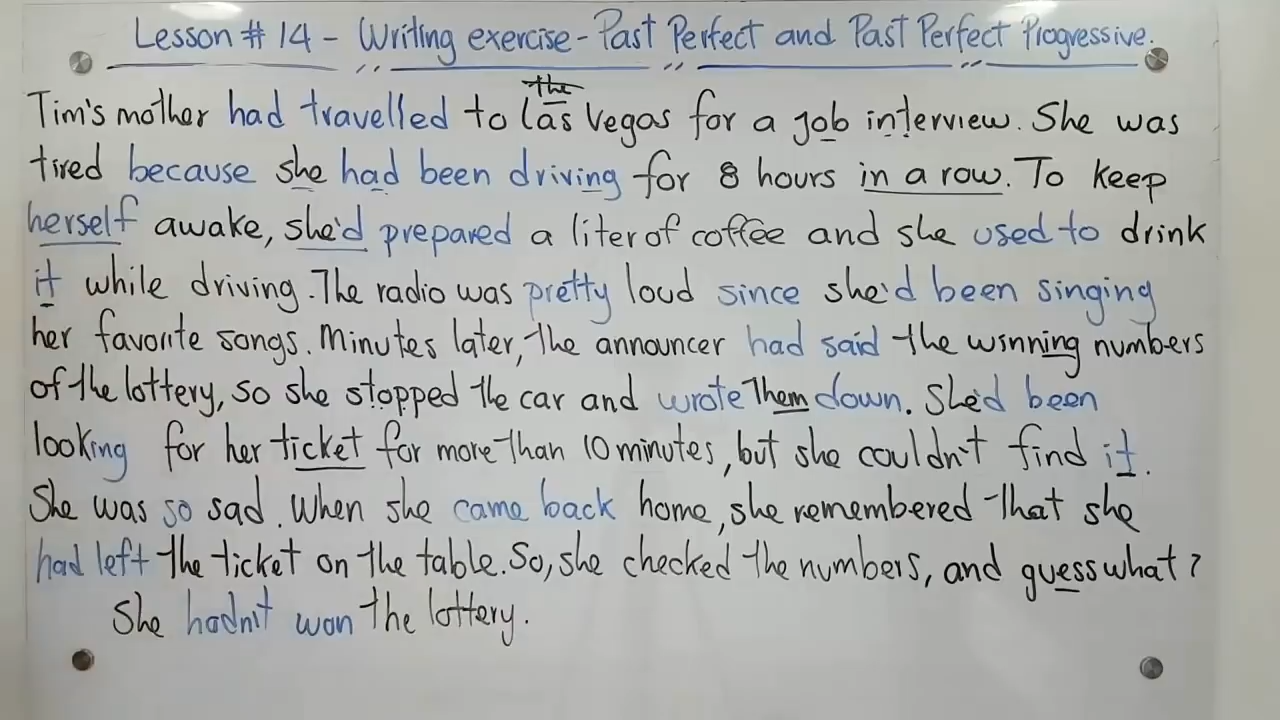 Lesson # 14 - Writing exercise - Past Perfect and Past Perfect Progressive.
the
Tim's mother had travelled to las Vegas for a job interview. She was
tired because she had been driving for 8 hours in a row. To keep
herself awake, she'd prepared a liter of coffee and she used to drink
it while driving. The radio was pretty loud since she'd been singing
her favorite songs. Minutes later, the announcer had said the winning numbers
of the lottery, so she stopped the car and wrote them down. She'd been
looking for her ticket for more than 10 minutes, but she couldn't find it.
She was so sad. When she came back home, she remembered that she
had left the ticket on the table. So, she checked the numbers, and guess what?
She hadn't won the lottery.